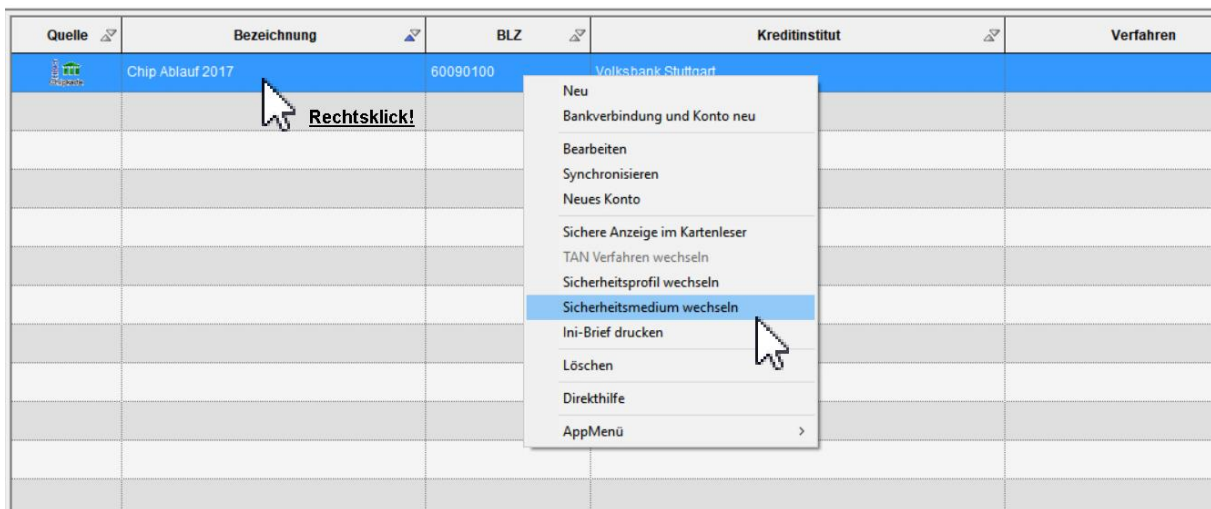 Quelle Bezeichnung BLZ Kreditinstitut Verfahren
Chip Ablauf 2017 60090100 Volksbank Stuttgart
Rechtsklick!
Neu
Bankverbindung und Konto neu
Bearbeiten
Synchronisieren
Neues Konto
Sichere Anzeige im Kartenleser
TAN Verfahren wechseln
Sicherheitsprofil wechseln
Sicherheitsmedium wechseln
Ini-Brief drucken
Löschen
Direkthilfe
AppMenü